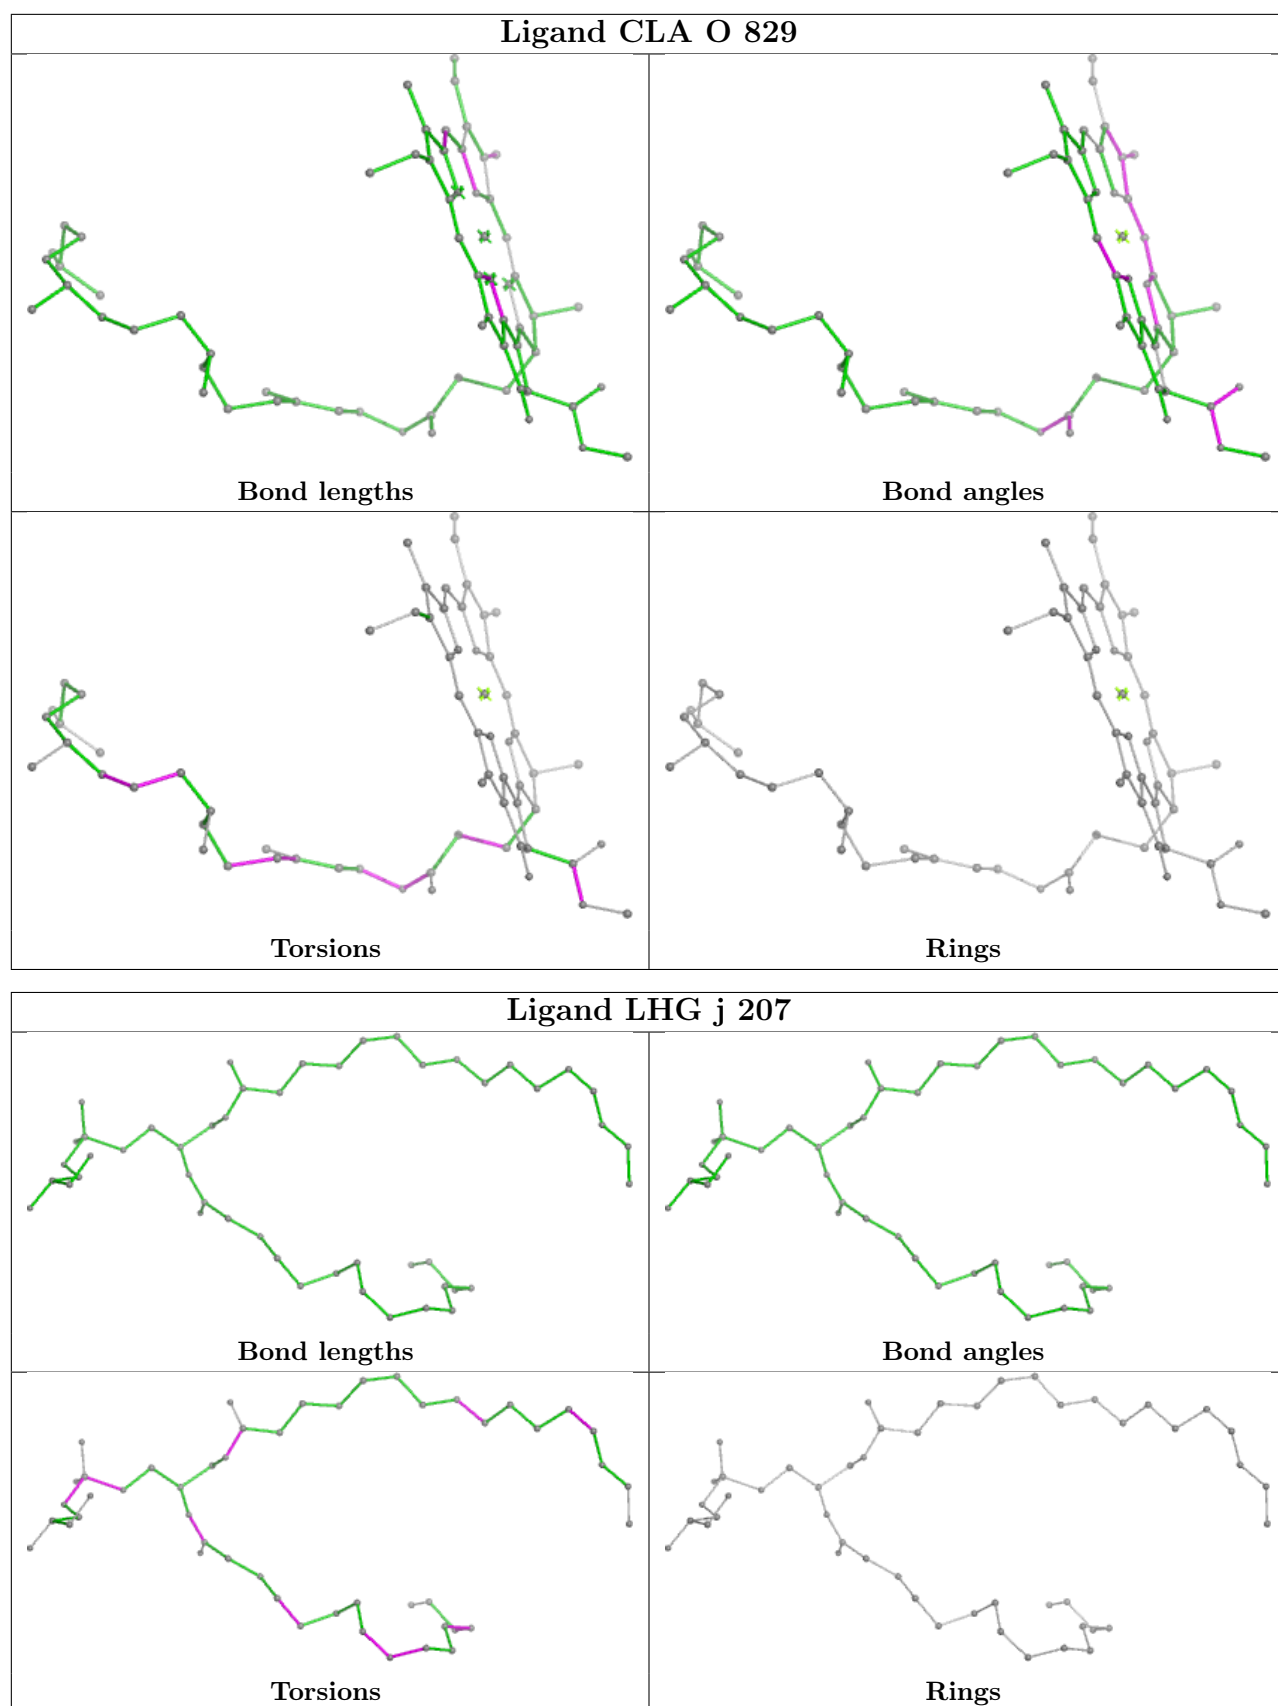 Ligand CLA O 829
Bond lengths
Bond angles
Torsions
Rings
Ligand LHG j 207
Bond lengths
Bond angles
Torsions
Rings